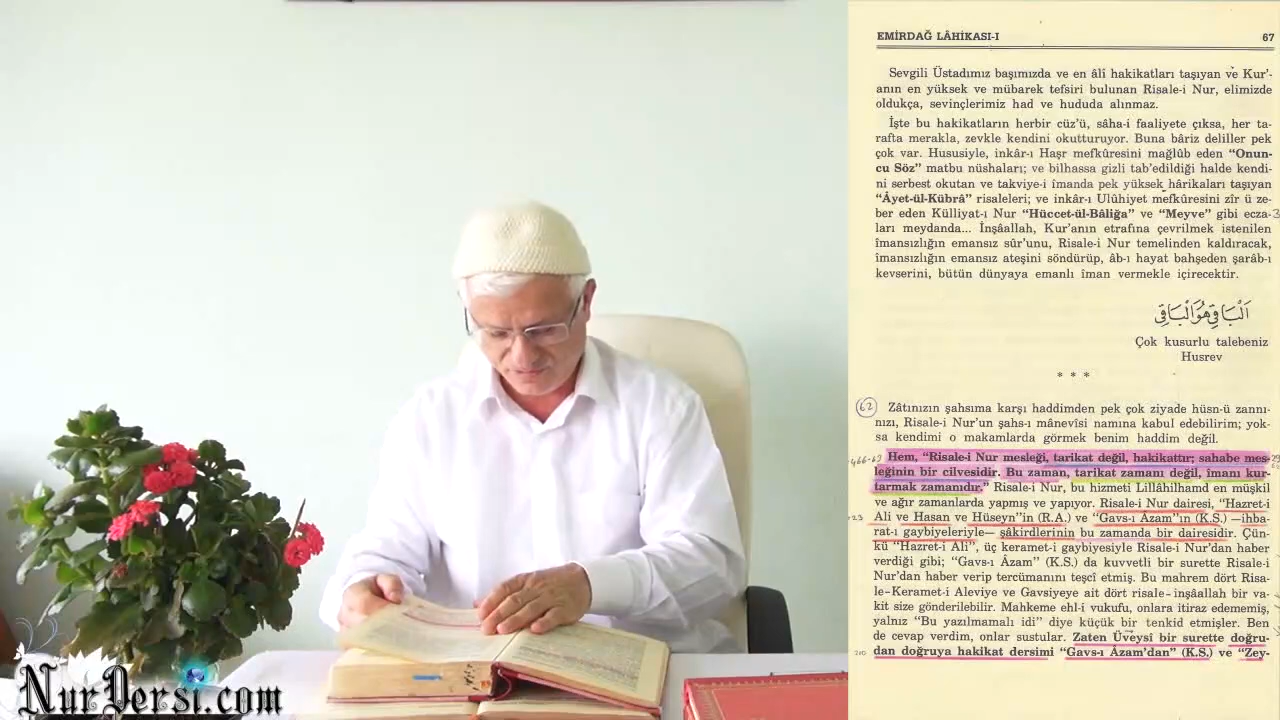 EMİRDAĞ LÂHİKASI-I 67
Sevgili Üstadımız başımızda ve en âli hakikatları taşıyan ve Kur'-
anın en yüksek ve mübarek tefsiri bulunan Risale-i Nur, elimizde
oldukça, sevinçlerimiz had ve hududa alınmaz.
İşte bu hakikatların herbir cüz'ü, sâha-i faaliyete çıksa, her ta-
rafta merakla, zevkle kendini okutturuyor. Buna bâriz deliller pek
çok var. Hususiyle, inkâr-ı Haşr mefkûresini mağlûb eden "Onun-
cu Söz" matbu nüshaları; ve bilhassa gizli tab'edildiği halde kendi-
ni serbest okutan ve takviye-i îmanda pek yüksek hârikaları taşıyan
"Âyet-ül-Kübrâ" risaleleri; ve inkâr-ı Ulûhiyet mefkûresini zîr ü ze-
ber eden Külliyat-ı Nur "Hüccet-ül-Bâliğa" ve "Meyve" gibi ecza-
ları meydanda... İnşâallah, Kur'anın etrafına çevrilmek istenilen
îmansızlığın emansız sûr'unu, Risale-i Nur temelinden kaldıracak,
îmansızlığın emansız ateşini söndürüp, âb-ı hayat bahşeden şarâb-ı
kevserini, bütün dünyaya emanlı îman vermekle içirecektir.
اَلْبَاقِي هُوَ الْبَاقِي
Çok kusurlu talebeniz
Husrev
* * *
62 Zâtınızın şahsıma karşı haddimden pek çok ziyade hüsn-ü zannı-
nızı, Risale-i Nur'un şahs-ı mânevîsi namına kabul edebilirim; yok-
sa kendimi o makamlarda görmek benim haddim değil.
Hem, "Risale-i Nur mesleği, tarikat değil, hakikattır; sahabe mes-
leğinin bir cilvesidir. Bu zaman, tarikat zamanı değil, îmanı kur-
tarmak zamanıdır." Risale-i Nur, bu hizmeti Lillâhilhamd en müşkil
ve ağır zamanlarda yapmış ve yapıyor. Risale-i Nur dairesi, "Hazret-i
Ali ve Hasan ve Hüseyn"in (R.A.) ve "Gavs-ı Âzam"ın (K.S.) —ihba-
rat-ı gaybiyeleriyle— şâkirdlerinin bu zamanda bir dairesidir. Çün-
kü "Hazret-i Ali", üç keramet-i gaybiyesiyle Risale-i Nur'dan haber
verdiği gibi; "Gavs-ı Âzam" (K.S.) da kuvvetli bir surette Risale-i
Nur'dan haber verip tercümanını teşcî etmiş. Bu mahrem dört Risa-
le-Keramet-i Aleviye ve Gavsiyeye ait dört risale- inşâallah bir va-
kit size gönderilebilir. Mahkeme ehl-i vukufu, onlara itiraz edememiş,
yalnız "Bu yazılmamalı idi" diye küçük bir tenkid etmişler. Ben
de cevap verdim, onlar sustular. Zaten Üveysî bir surette doğru-
dan doğruya hakikat dersimi "Gavs-ı Âzam'dan" (K.S.) ve "Zey-
NurDersi.com